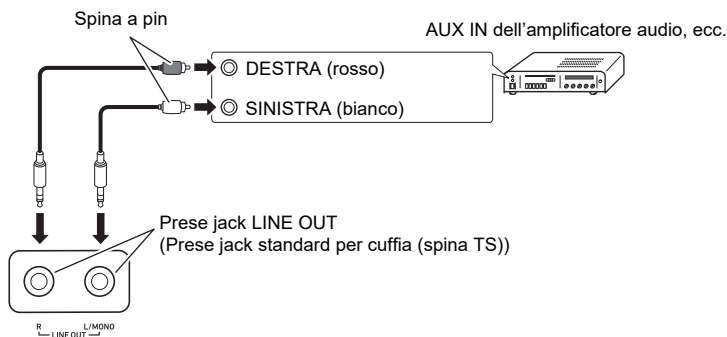 Spina a pin
AUX IN dell'amplificatore audio, ecc.
DESTRA (rosso)
SINISTRA (bianco)
Prese jack LINE OUT
(Prese jack standard per cuffia (spina TS))
R L/MONO
LINE OUT